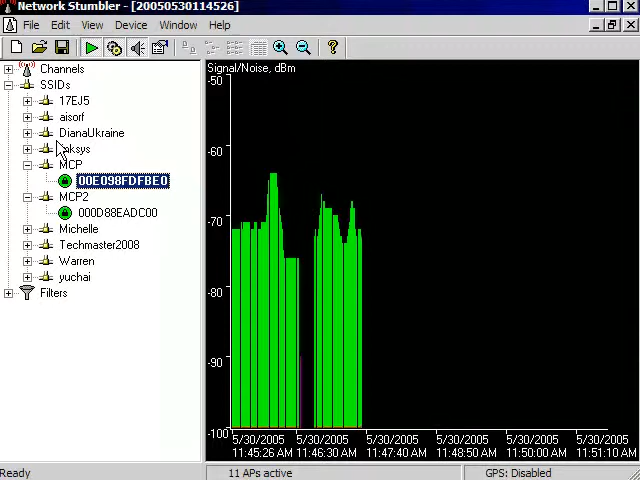 Network Stumbler - [20050530114526]
File Edit View Device Window Help
Channels
SSIDs
17EJ5
aisorf
DianaUkraine
MCP
00E098FDFBE0
MCP2
000D88EADC00
Michelle
Techmaster2008
Warren
yuchai
Filters
Signal/Noise, dBm
-50
-60
-70
-80
-90
-100
5/30/2005 5/30/2005 5/30/2005 5/30/2005 5/30/2005 5/30/2005
11:45:26 AM 11:46:30 AM 11:47:40 AM 11:48:50 AM 11:50:00 AM 11:51:10 AM
Ready 11 APs active GPS: Disabled